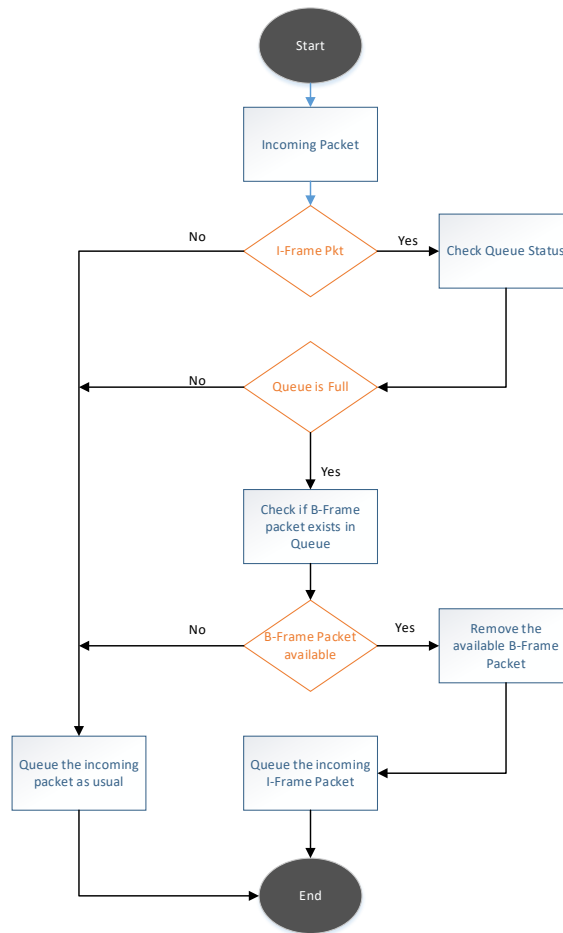 Start
Incoming Packet
No
I-Frame Pkt
Yes
Check Queue Status
No
Queue is Full
Yes
Check if B-Frame
packet exists in
Queue
No
B-Frame Packet
available
Yes
Remove the
available B-Frame
Packet
Queue the incoming
packet as usual
Queue the incoming
I-Frame Packet
End